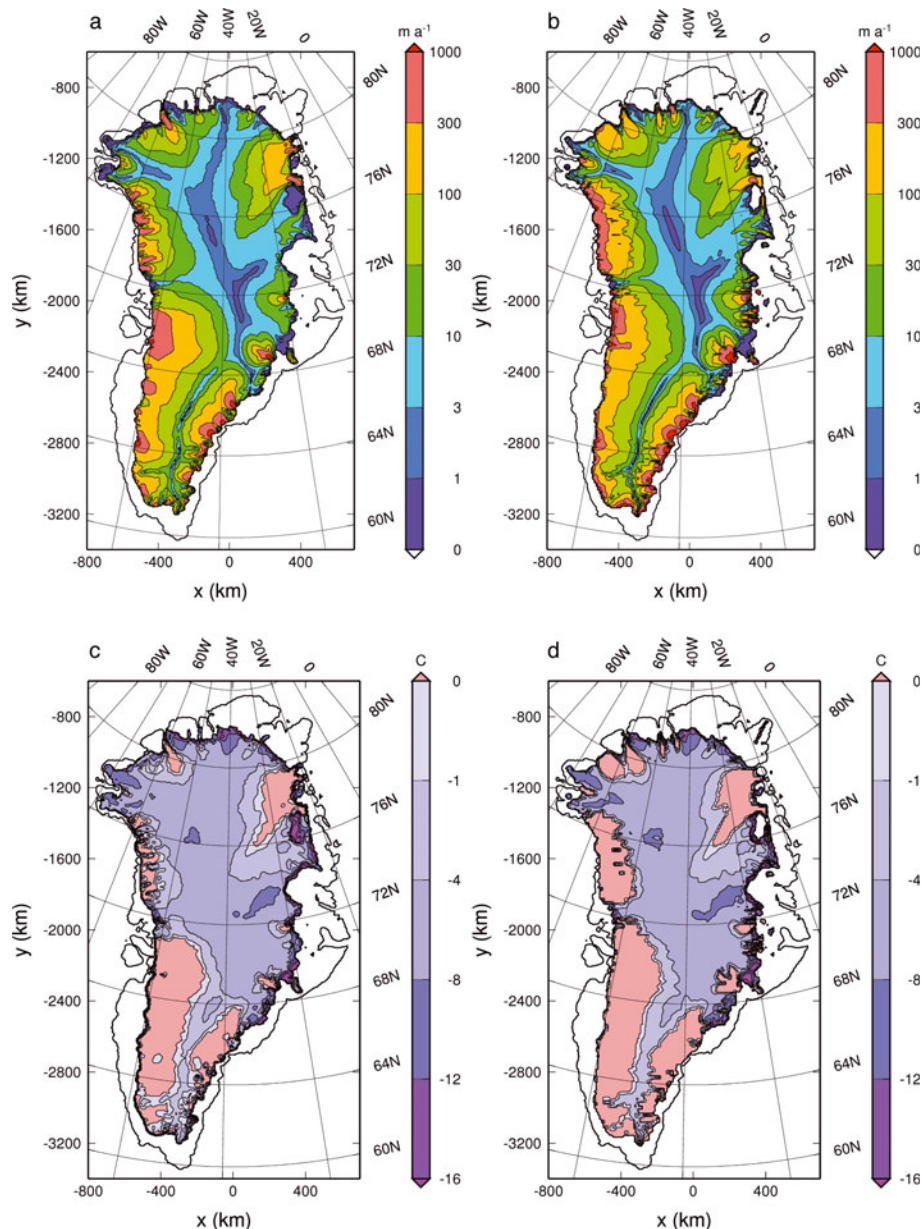 a
80W 60W 40W 20W 0
m a-1
1000
300
100
30
10
3
1
0
80N
76N
72N
68N
64N
60N
-800
-1200
-1600
-2000
-2400
-2800
-3200
y (km)
-800 -400 0 400
x (km)
b
80W 60W 40W 20W 0
m a-1
1000
300
100
30
10
3
1
0
80N
76N
72N
68N
64N
60N
-800
-1200
-1600
-2000
-2400
-2800
-3200
y (km)
-800 -400 0 400
x (km)
c
80W 60W 40W 20W 0
C
0
-1
-4
-8
-12
-16
80N
76N
72N
68N
64N
60N
-800
-1200
-1600
-2000
-2400
-2800
-3200
y (km)
-800 -400 0 400
x (km)
d
80W 60W 40W 20W 0
C
0
-1
-4
-8
-12
-16
80N
76N
72N
68N
64N
60N
-800
-1200
-1600
-2000
-2400
-2800
-3200
y (km)
-800 -400 0 400
x (km)